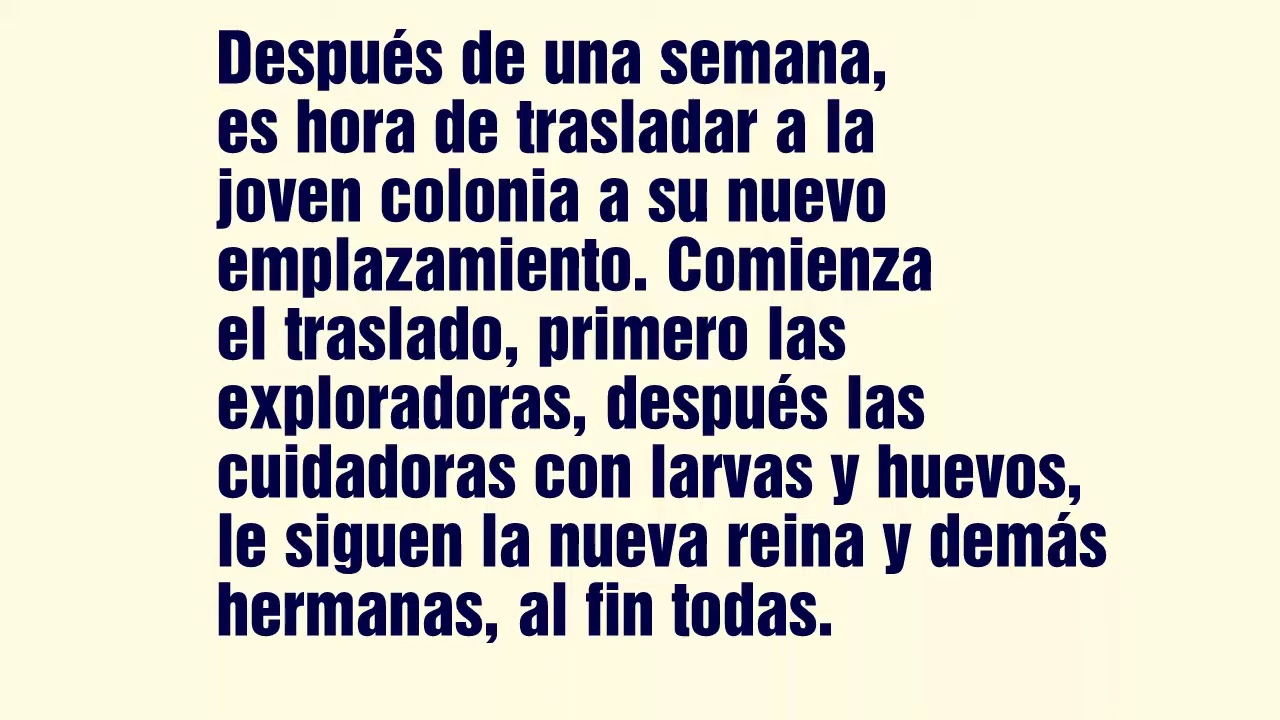 Después de una semana,
es hora de trasladar a la
joven colonia a su nuevo
emplazamiento. Comienza
el traslado, primero las
exploradoras, después las
cuidadoras con larvas y huevos,
le siguen la nueva reina y demás
hermanas, al fin todas.